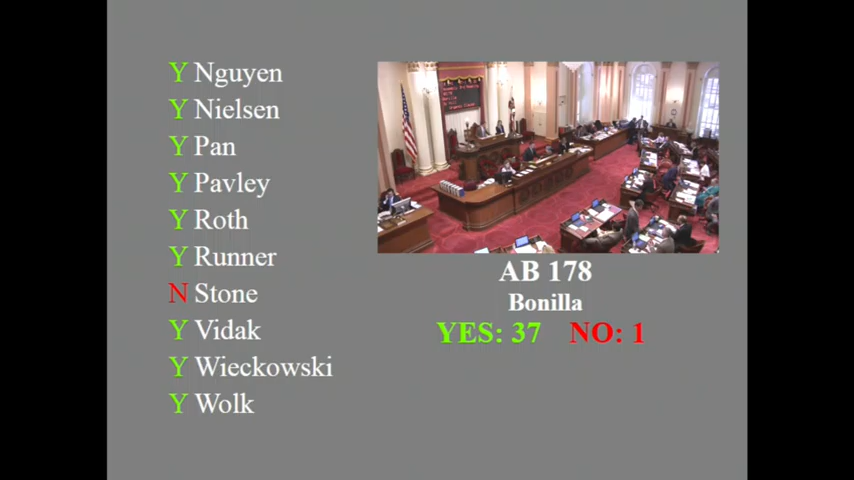 Y Nguyen
Y Nielsen
Y Pan
Y Pavley
Y Roth
Y Runner
N Stone
Y Vidak
Y Wieckowski
Y Wolk
AB 178
Bonilla
YES: 37 NO: 1